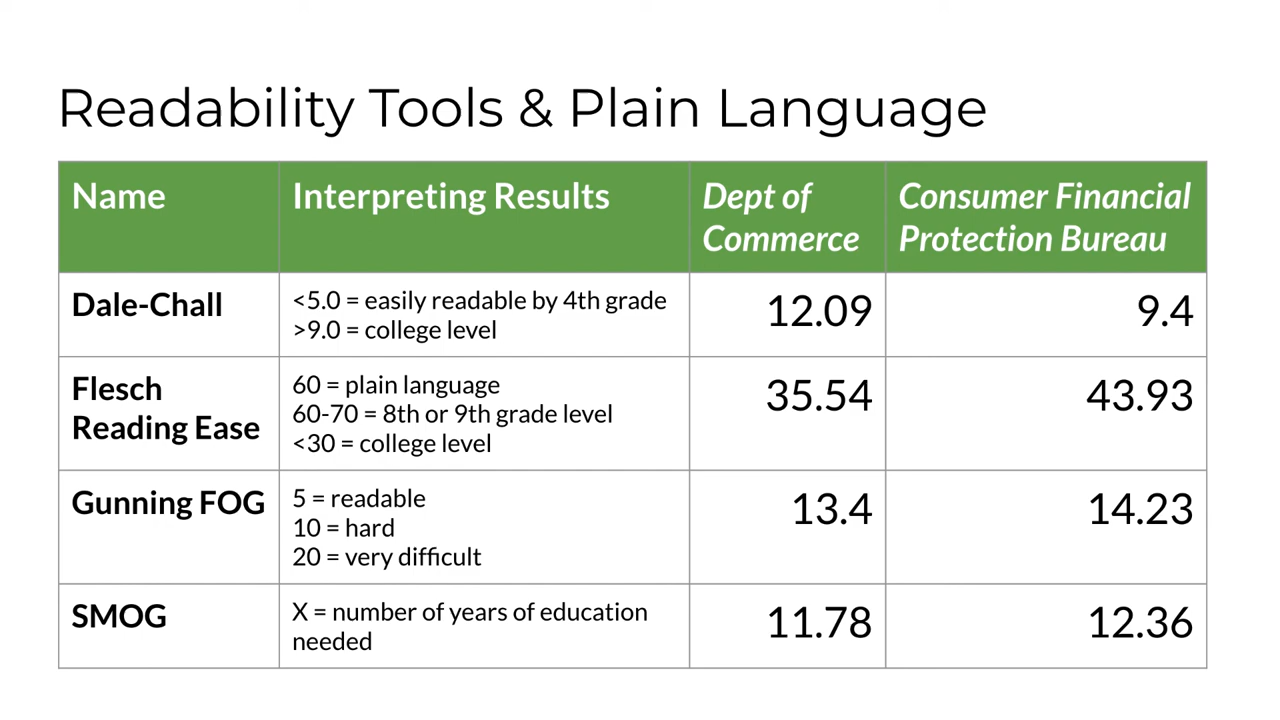 Readability Tools & Plain Language
Name
Interpreting Results
Dept of
Commerce
Consumer Financial
Protection Bureau
Dale-Chall
<5.0 = easily readable by 4th grade
>9.0 = college level
12.09
9.4
Flesch
Reading Ease
60 = plain language
60-70 = 8th or 9th grade level
<30 = college level
35.54
43.93
Gunning FOG
5 = readable
10 = hard
20 = very difficult
13.4
14.23
SMOG
X = number of years of education
needed
11.78
12.36